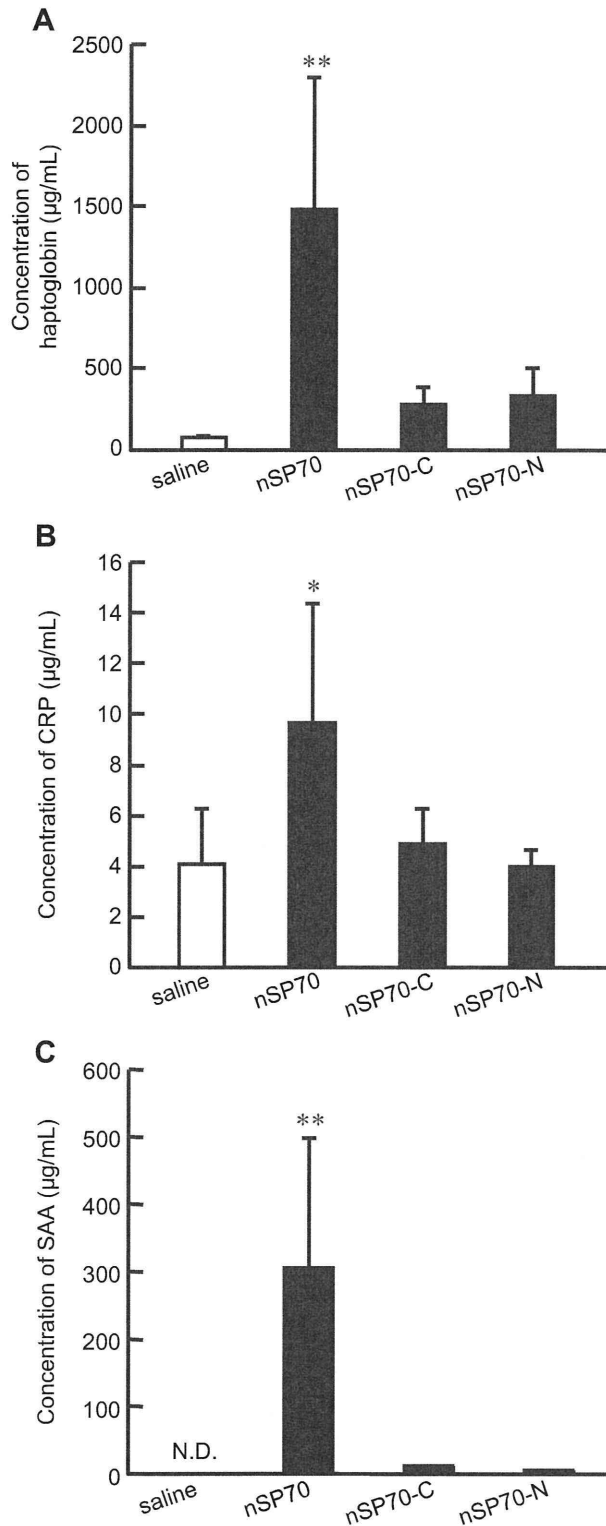 A
2500
2000
1500
1000
500
0
Concentration of
haptoglobin (µg/mL)
**
saline
nSP70
nSP70-C
nSP70-N
B
16
14
12
10
8
6
4
2
0
Concentration of CRP (µg/mL)
*
saline
nSP70
nSP70-C
nSP70-N
C
600
500
400
300
200
100
0
Concentration of SAA (µg/mL)
**
N.D.
saline
nSP70
nSP70-C
nSP70-N